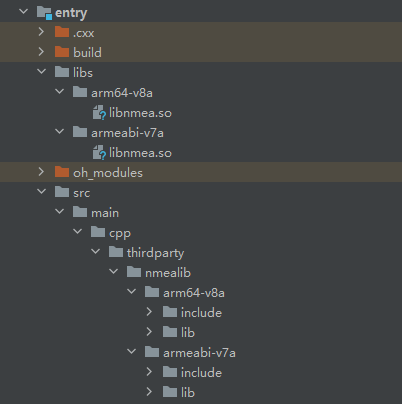 entry
.cxx
build
libs
arm64-v8a
libnmea.so
armeabi-v7a
libnmea.so
oh_modules
src
main
cpp
thirdparty
nmealib
arm64-v8a
include
lib
armeabi-v7a
include
lib